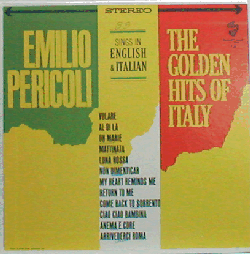 STEREO
EMILIO
PERICOLI
SINGS IN
ENGLISH
& ITALIAN
THE
GOLDEN
HITS OF
ITALY
VOLARE
AL DI LÀ
OH MARIE
MATTINATA
LUNA ROSSA
NON DIMENTICAR
MY HEART REMINDS ME
RETURN TO ME
COME BACK TO SORRENTO
CIAO CIAO BAMBINA
ANEMA E CORE
ARRIVEDERCI ROMA